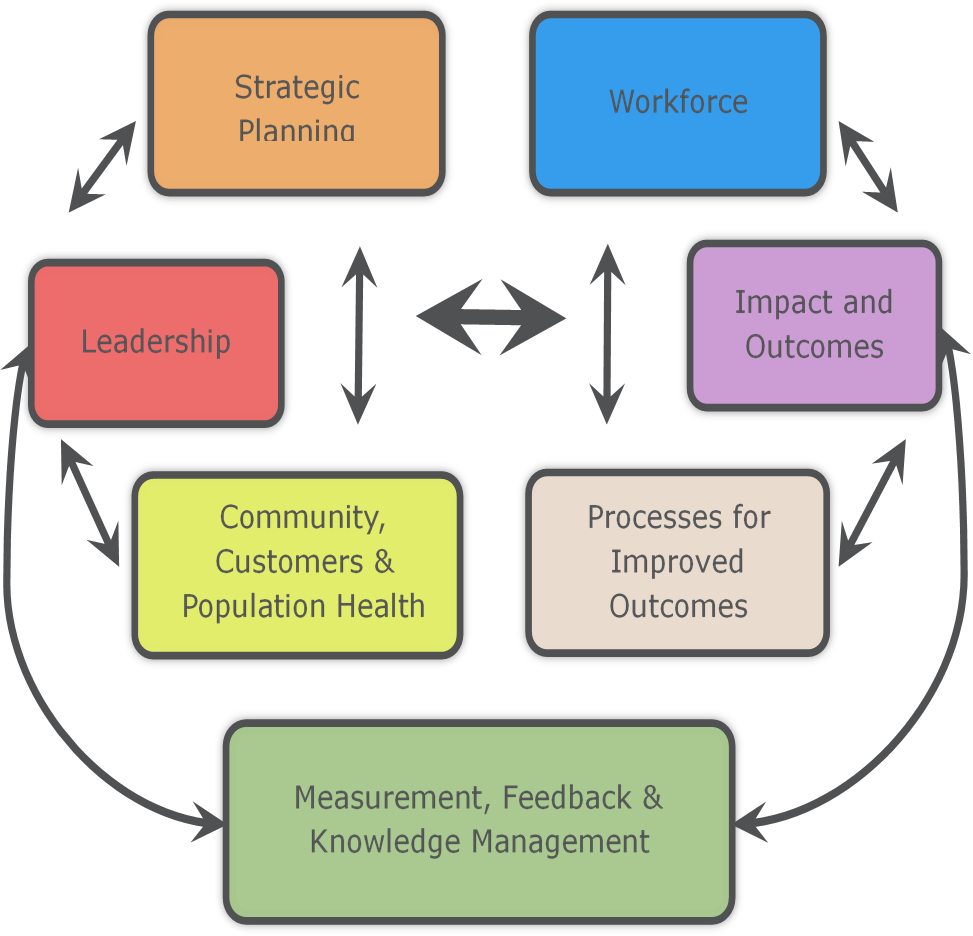 Strategic
Planning
Workforce
Leadership
Impact and
Outcomes
Community,
Customers &
Population Health
Processes for
Improved
Outcomes
Measurement, Feedback &
Knowledge Management